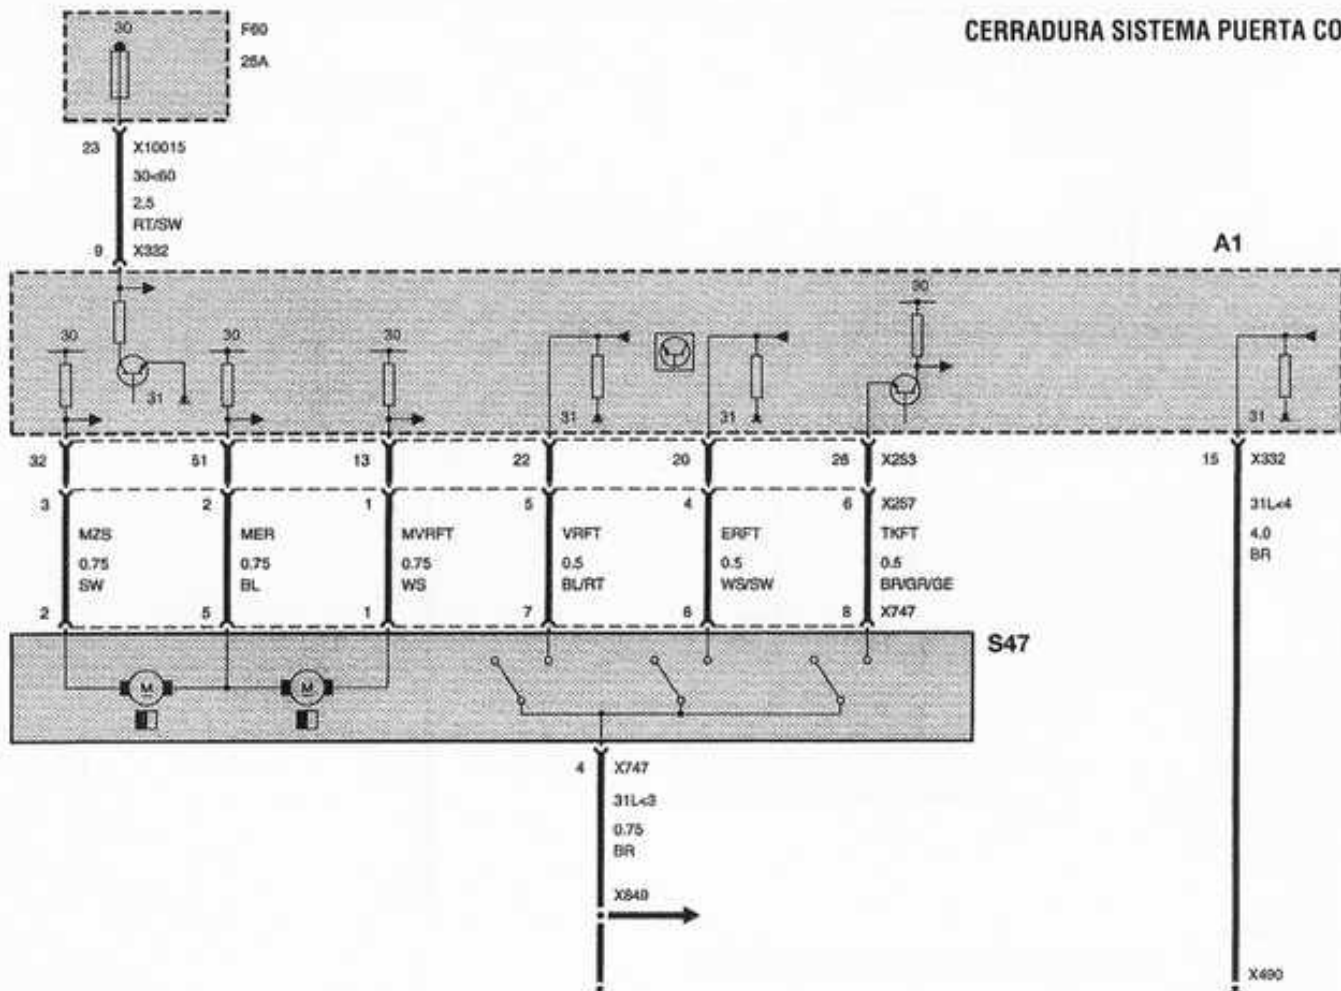 CERRADURA SISTEMA PUERTA CO
30
F60
25A
23 X10015
30<60
2.5
RT/SW
9 X332
A1
30 30 30 30
31 31 31 31
32 51 13 22 20 26 X253 15 X332
3 2 1 5 4 6 X257 31L<4
MZS MER MVRFT VRFT ERFT TKFT 4.0
0.75 0.75 0.75 0.5 0.5 0.5 BR
SW BL WS BL/RT WS/SW BR/GR/GE
2 5 1 7 6 8 X747
S47
M M
4 X747
31L<3
0.75
BR
X849
X490